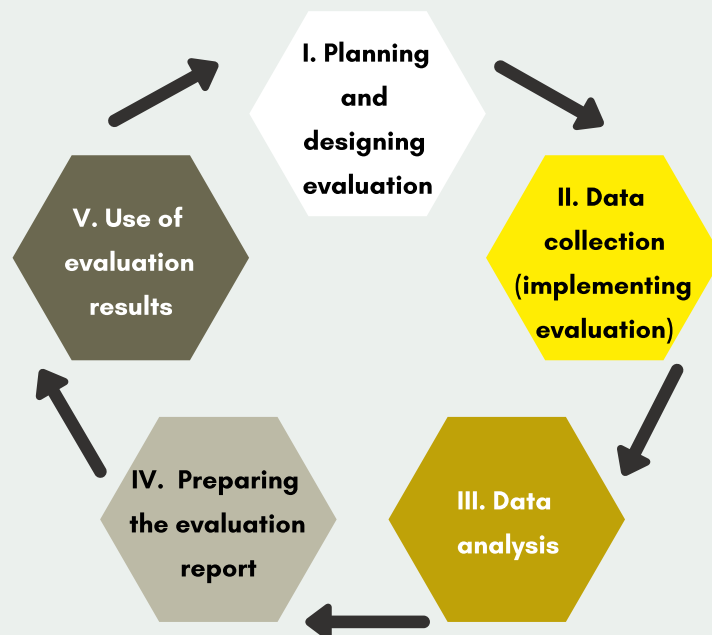 I. Planning
and
designing
evaluation
II. Data
collection
(implementing
evaluation)
III. Data
analysis
IV. Preparing
the evaluation
report
V. Use of
evaluation
results